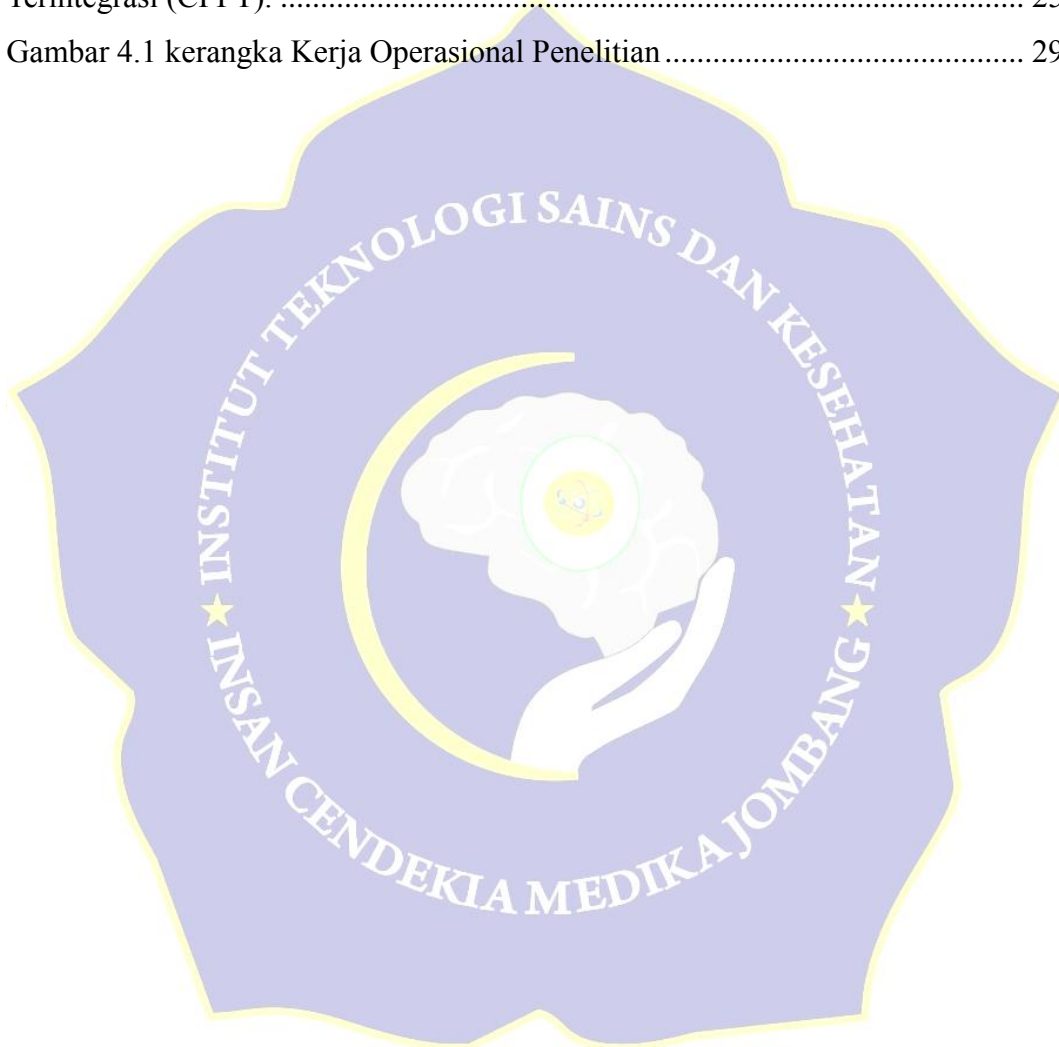 Terintegrasi (CPPT). .......... 25
Gambar 4.1 kerangka Kerja Operasional Penelitian .......... 29
INSTITUT TEKNOLOGI SAINS DAN KESEHATAN
★ INSAN CENDEKIA MEDIKA JOMBANG ★